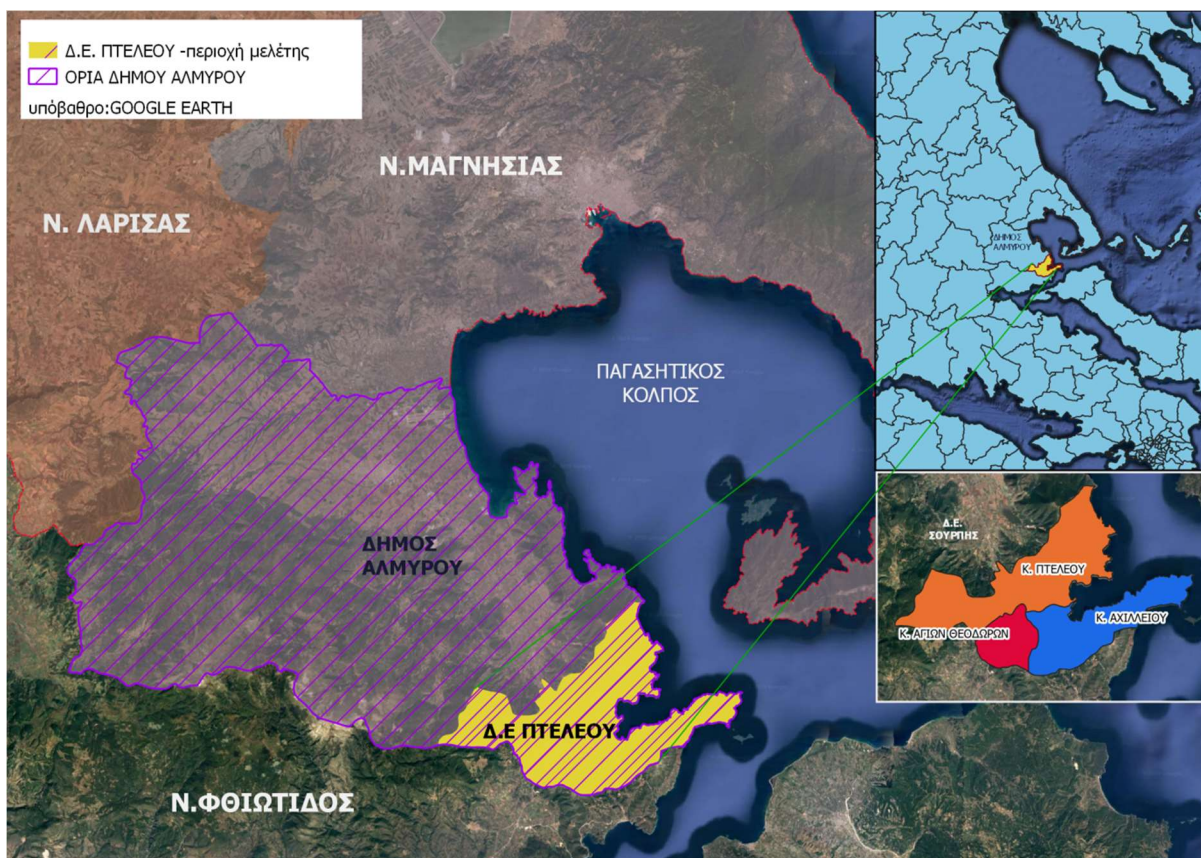 Δ.Ε. ΠΤΕΛΕΟΥ -περιοχή μελέτης
ΟΡΙΑ ΔΗΜΟΥ ΑΛΜΥΡΟΥ
υπόβαθρο:GOOGLE EARTH
Ν.ΜΑΓΝΗΣΙΑΣ
Ν. ΛΑΡΙΣΑΣ
ΠΑΓΑΣΗΤΙΚΟΣ
ΚΟΛΠΟΣ
ΔΗΜΟΣ
ΑΛΜΥΡΟΥ
Δ.Ε ΠΤΕΛΕΟΥ
Ν.ΦΘΙΩΤΙΔΟΣ
ΔΗΜΟΣ
ΑΛΜΥΡΟΥ
Δ.Ε.
ΣΟΥΡΠΗΣ
Κ. ΠΤΕΛΕΟΥ
Κ. ΑΧΙΛΛΕΙΟΥ
Κ. ΑΓΙΩΝ ΘΕΟΔΩΡΩΝ